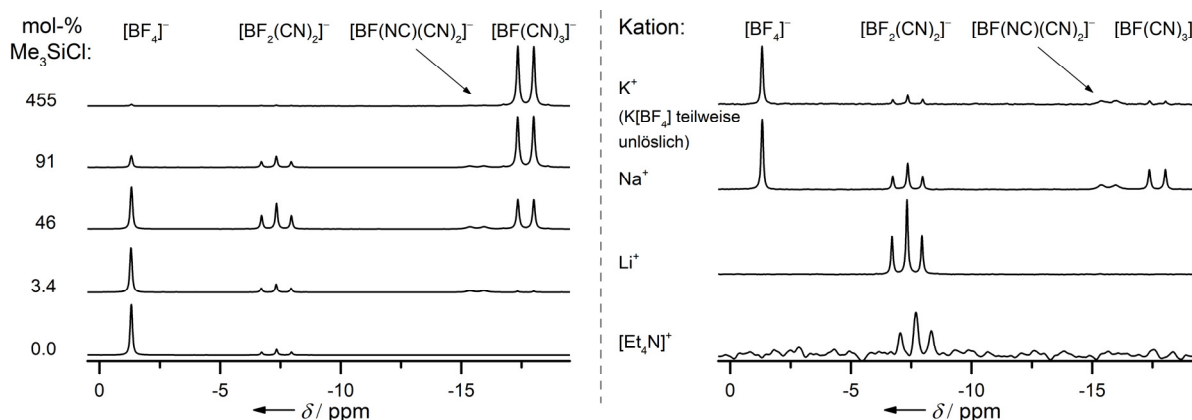 mol-%
Me₃SiCl:
[BF₄]⁻ [BF₂(CN)₂]⁻ [BF(NC)(CN)₂]⁻ [BF(CN)₃]⁻
455
91
46
3.4
0.0
0 -5 -10 -15
δ / ppm
Kation: [BF₄]⁻ [BF₂(CN)₂]⁻ [BF(NC)(CN)₂]⁻ [BF(CN)₃]
K⁺
(K[BF₄] teilweise
unlöslich)
Na⁺
Li⁺
[Et₄N]⁺
0 -5 -10 -15
δ / ppm